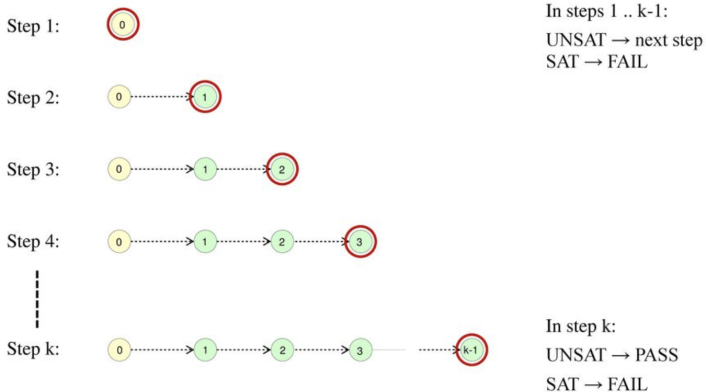 Step 1:
0
In steps 1 .. k-1:
UNSAT → next step
SAT → FAIL
Step 2:
0 1
Step 3:
0 1 2
Step 4:
0 1 2 3
Step k:
0 1 2 3 k-1
In step k:
UNSAT → PASS
SAT → FAIL